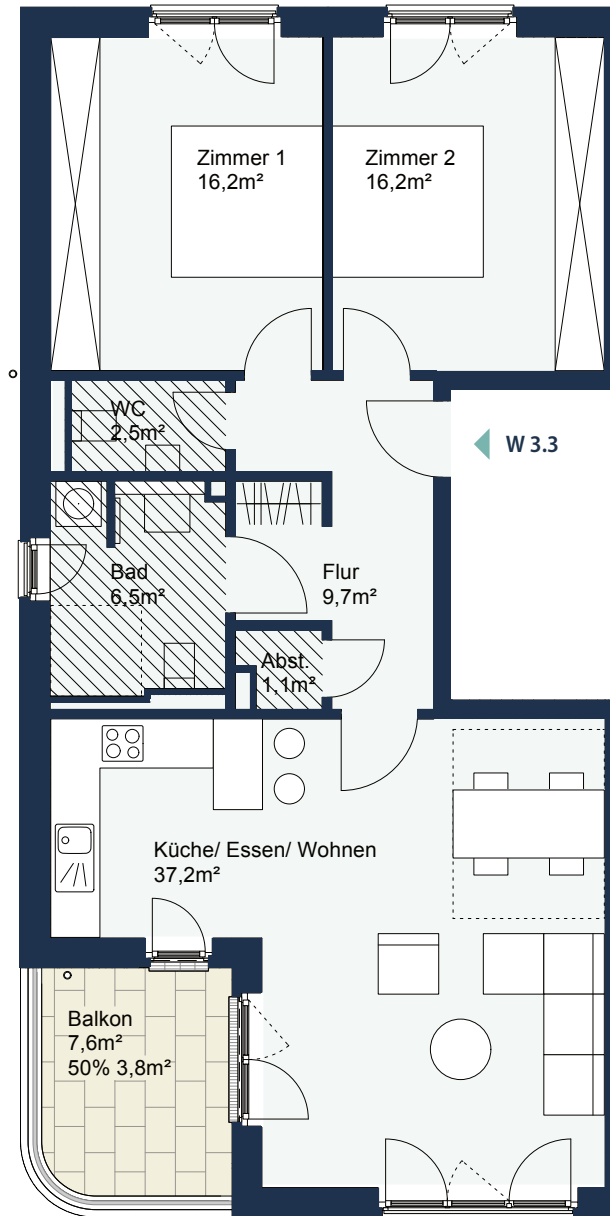 Zimmer 1
16,2m²
Zimmer 2
16,2m²
WC
2,5m²
W 3.3
Bad
6,5m²
Flur
9,7m²
Abst.
1,1m²
Küche/ Essen/ Wohnen
37,2m²
Balkon
7,6m²
50% 3,8m²